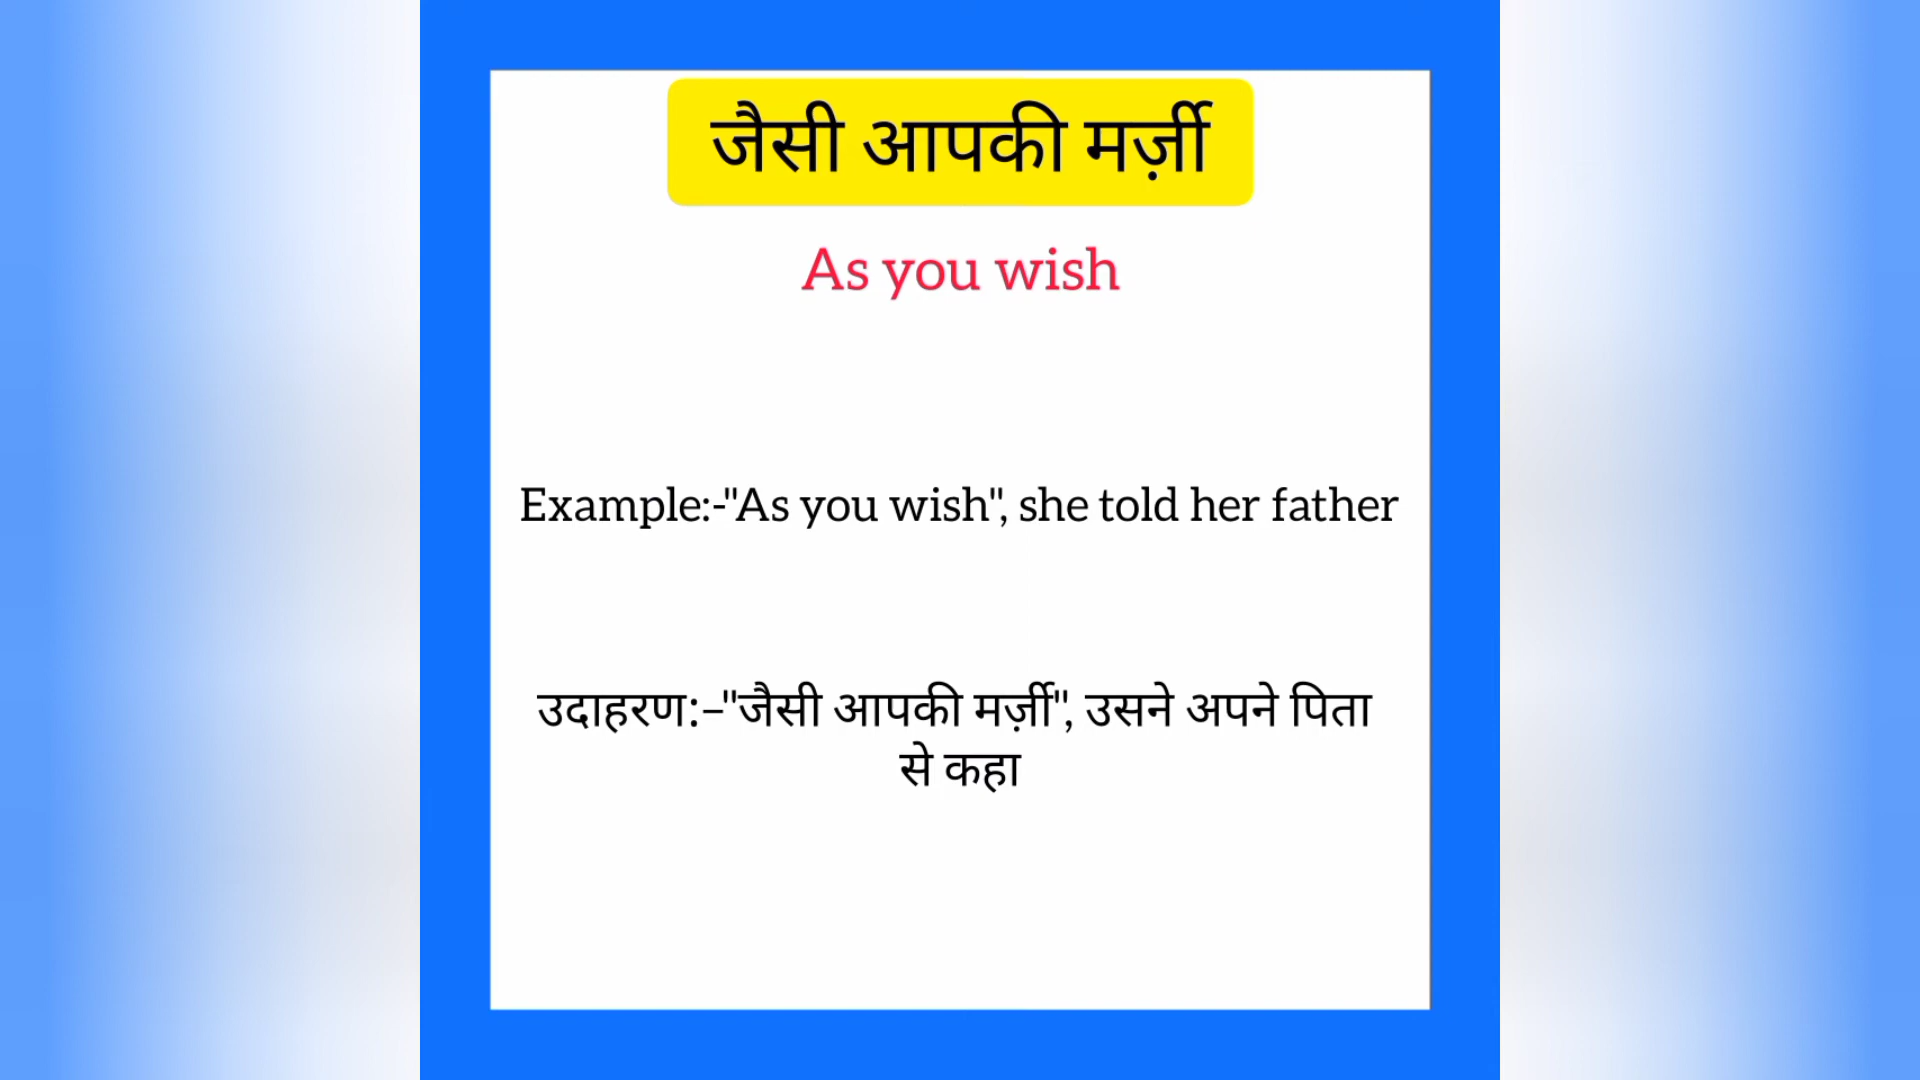 जैसी आपकी मर्ज़ी
As you wish
Example:-"As you wish", she told her father
उदाहरण:–"जैसी आपकी मर्ज़ी", उसने अपने पिता
से कहा